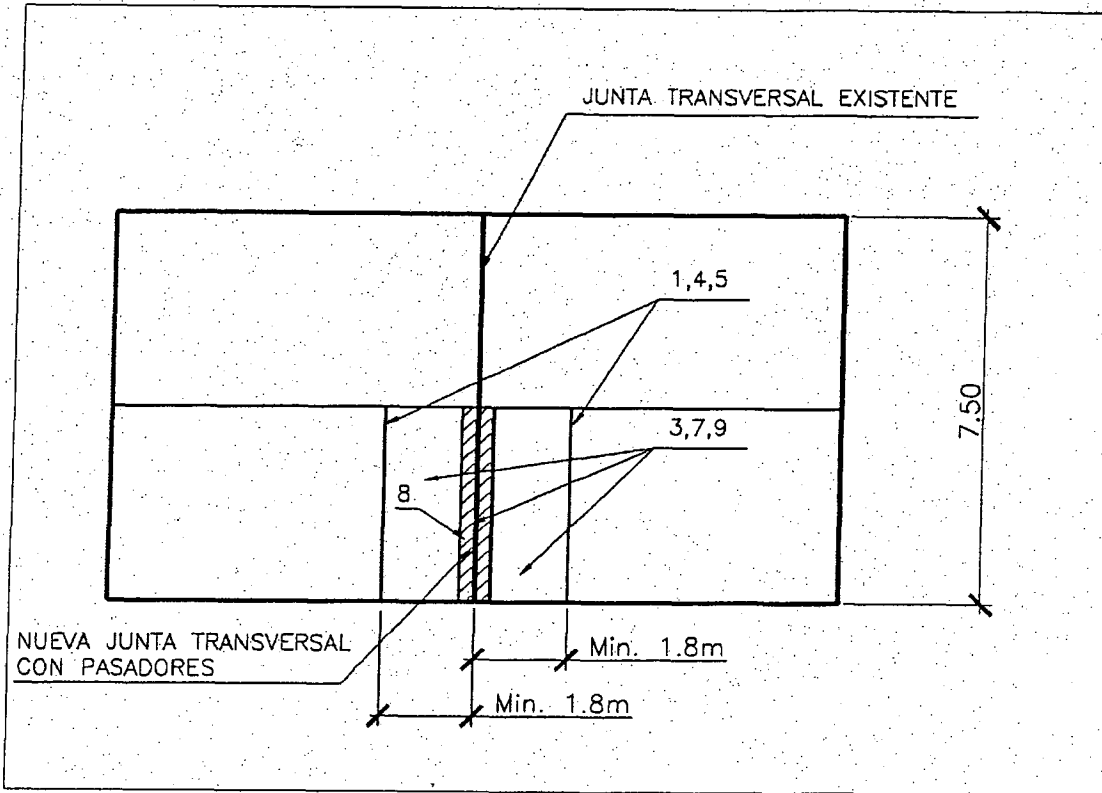 JUNTA TRANSVERSAL EXISTENTE
1,4,5
7.50
3,7,9
8
NUEVA JUNTA TRANSVERSAL
CON PASADORES
Min. 1.8m
Min. 1.8m